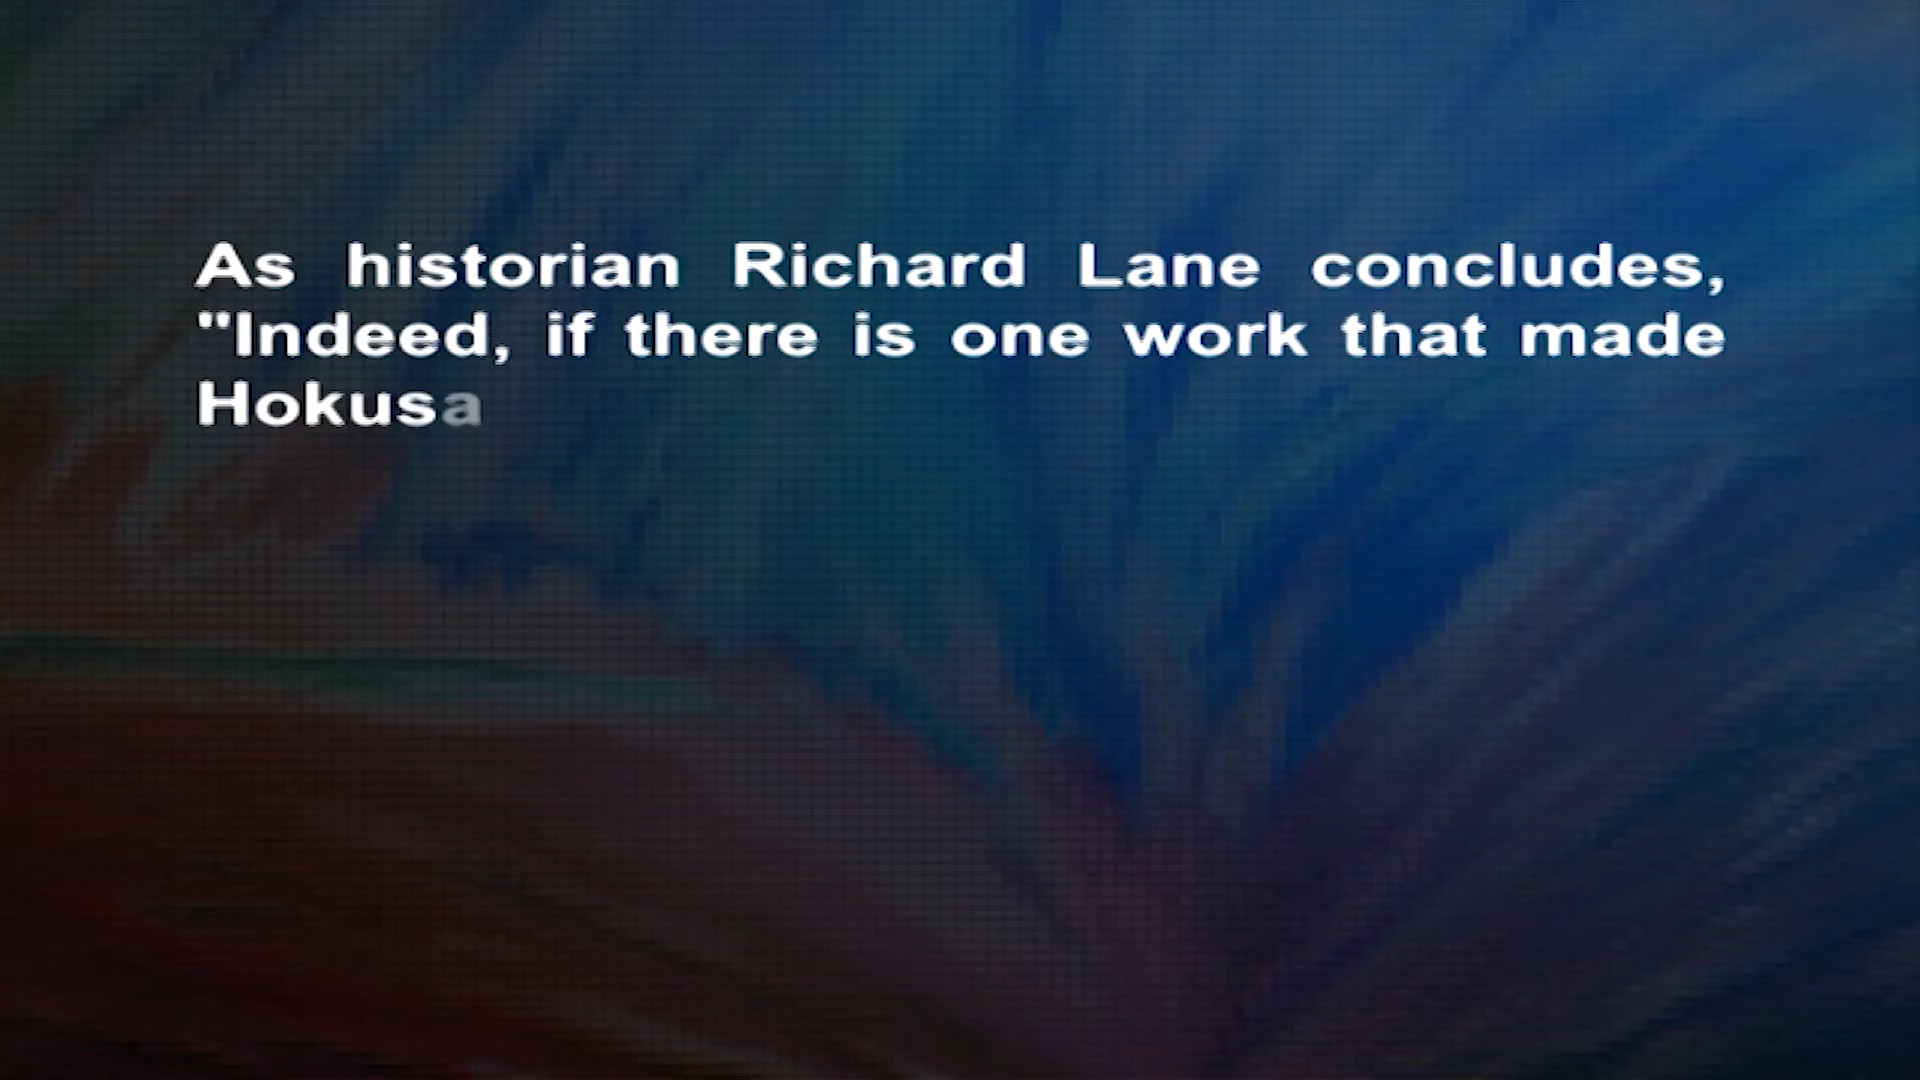 As historian Richard Lane concludes,
"Indeed, if there is one work that made
Hokusa